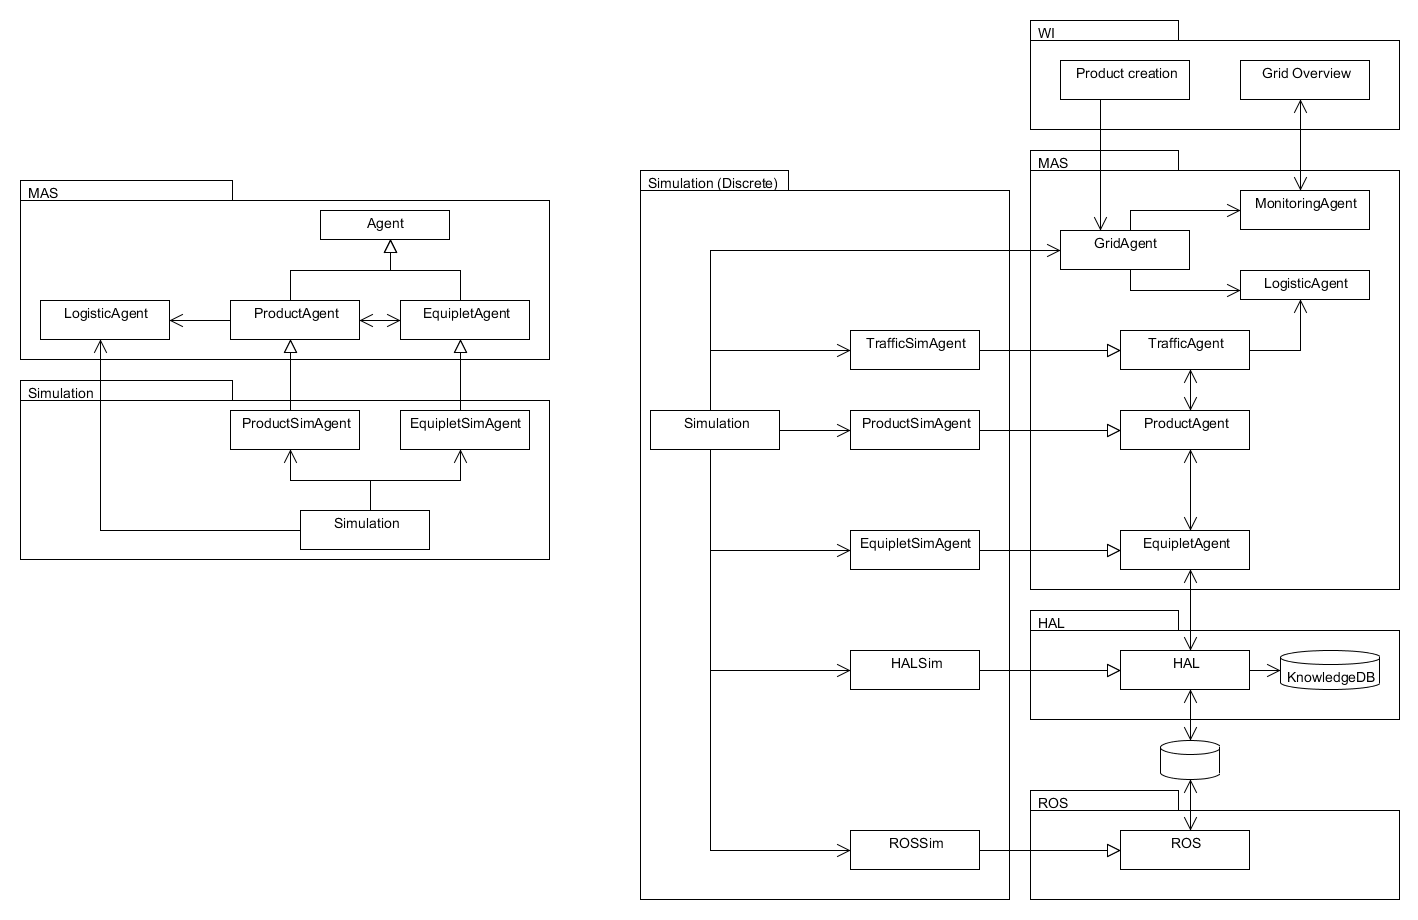 MAS
Agent
LogisticAgent
ProductAgent
EquipletAgent
Simulation
ProductSimAgent
EquipletSimAgent
Simulation
Simulation (Discrete)
Simulation
TrafficSimAgent
ProductSimAgent
EquipletSimAgent
HALSim
ROSSim
WI
Product creation
Grid Overview
MAS
MonitoringAgent
GridAgent
LogisticAgent
TrafficAgent
ProductAgent
EquipletAgent
HAL
HAL
KnowledgeDB
ROS
ROS